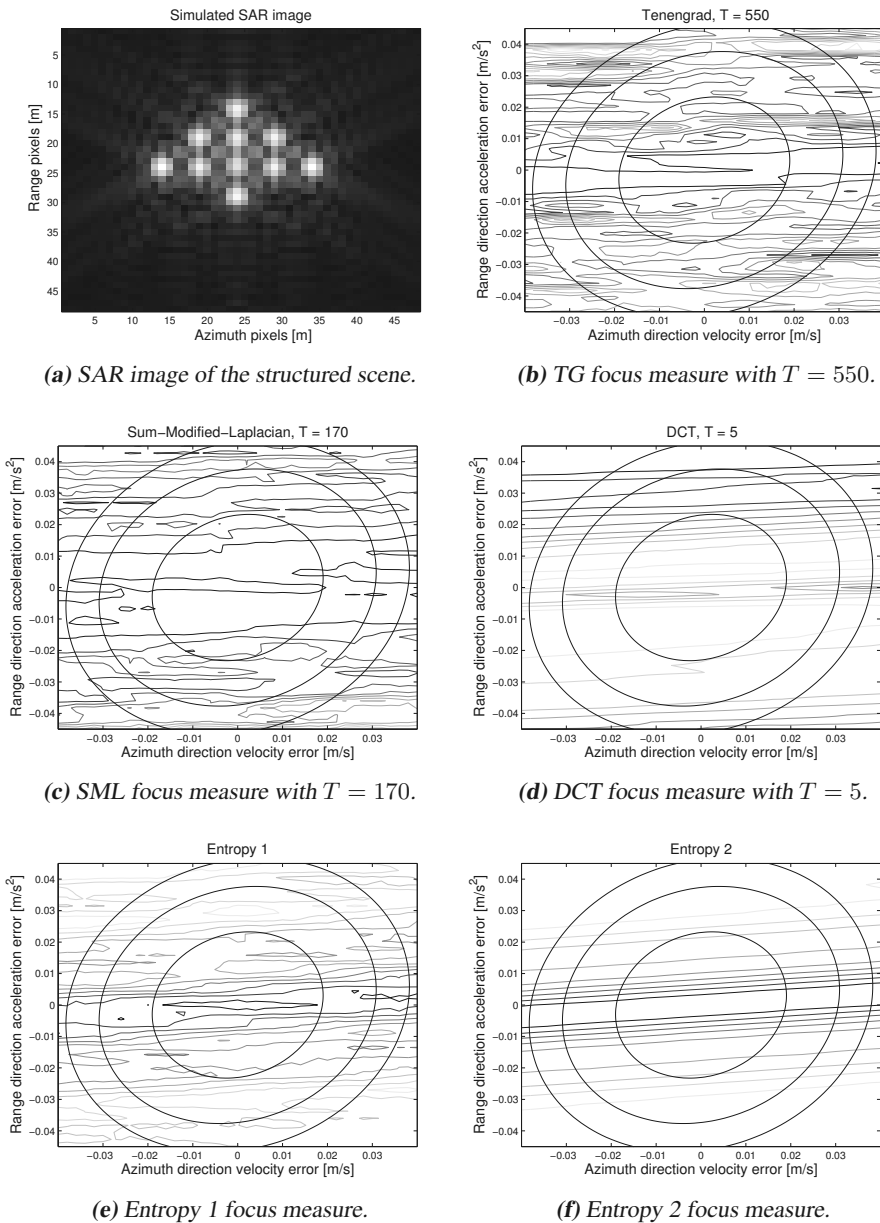 Simulated SAR image
Range pixels [m]
5
10
15
20
25
30
35
40
45
5 10 15 20 25 30 35 40 45
Azimuth pixels [m]
(a) SAR image of the structured scene.
Tenengrad, T = 550
Range direction acceleration error [m/s²]
0.04
0.03
0.02
0.01
0
−0.01
−0.02
−0.03
−0.04
−0.03 −0.02 −0.01 0 0.01 0.02 0.03
Azimuth direction velocity error [m/s]
(b) TG focus measure with T = 550.
Sum−Modified−Laplacian, T = 170
Range direction acceleration error [m/s²]
0.04
0.03
0.02
0.01
0
−0.01
−0.02
−0.03
−0.04
−0.03 −0.02 −0.01 0 0.01 0.02 0.03
Azimuth direction velocity error [m/s]
(c) SML focus measure with T = 170.
DCT, T = 5
Range direction acceleration error [m/s²]
0.04
0.03
0.02
0.01
0
−0.01
−0.02
−0.03
−0.04
−0.03 −0.02 −0.01 0 0.01 0.02 0.03
Azimuth direction velocity error [m/s]
(d) DCT focus measure with T = 5.
Entropy 1
Range direction acceleration error [m/s²]
0.04
0.03
0.02
0.01
0
−0.01
−0.02
−0.03
−0.04
−0.03 −0.02 −0.01 0 0.01 0.02 0.03
Azimuth direction velocity error [m/s]
(e) Entropy 1 focus measure.
Entropy 2
Range direction acceleration error [m/s²]
0.04
0.03
0.02
0.01
0
−0.01
−0.02
−0.03
−0.04
−0.03 −0.02 −0.01 0 0.01 0.02 0.03
Azimuth direction velocity error [m/s]
(f) Entropy 2 focus measure.